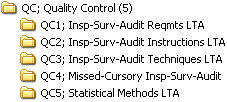 QC; Quality Control (5)
QC1; Insp-Surv-Audit Reqmts LTA
QC2; Insp-Surv-Audit Instructions LTA
QC3; Insp-Surv-Audit Techniques LTA
QC4; Missed-Cursory Insp-Surv-Audit
QC5; Statistical Methods LTA